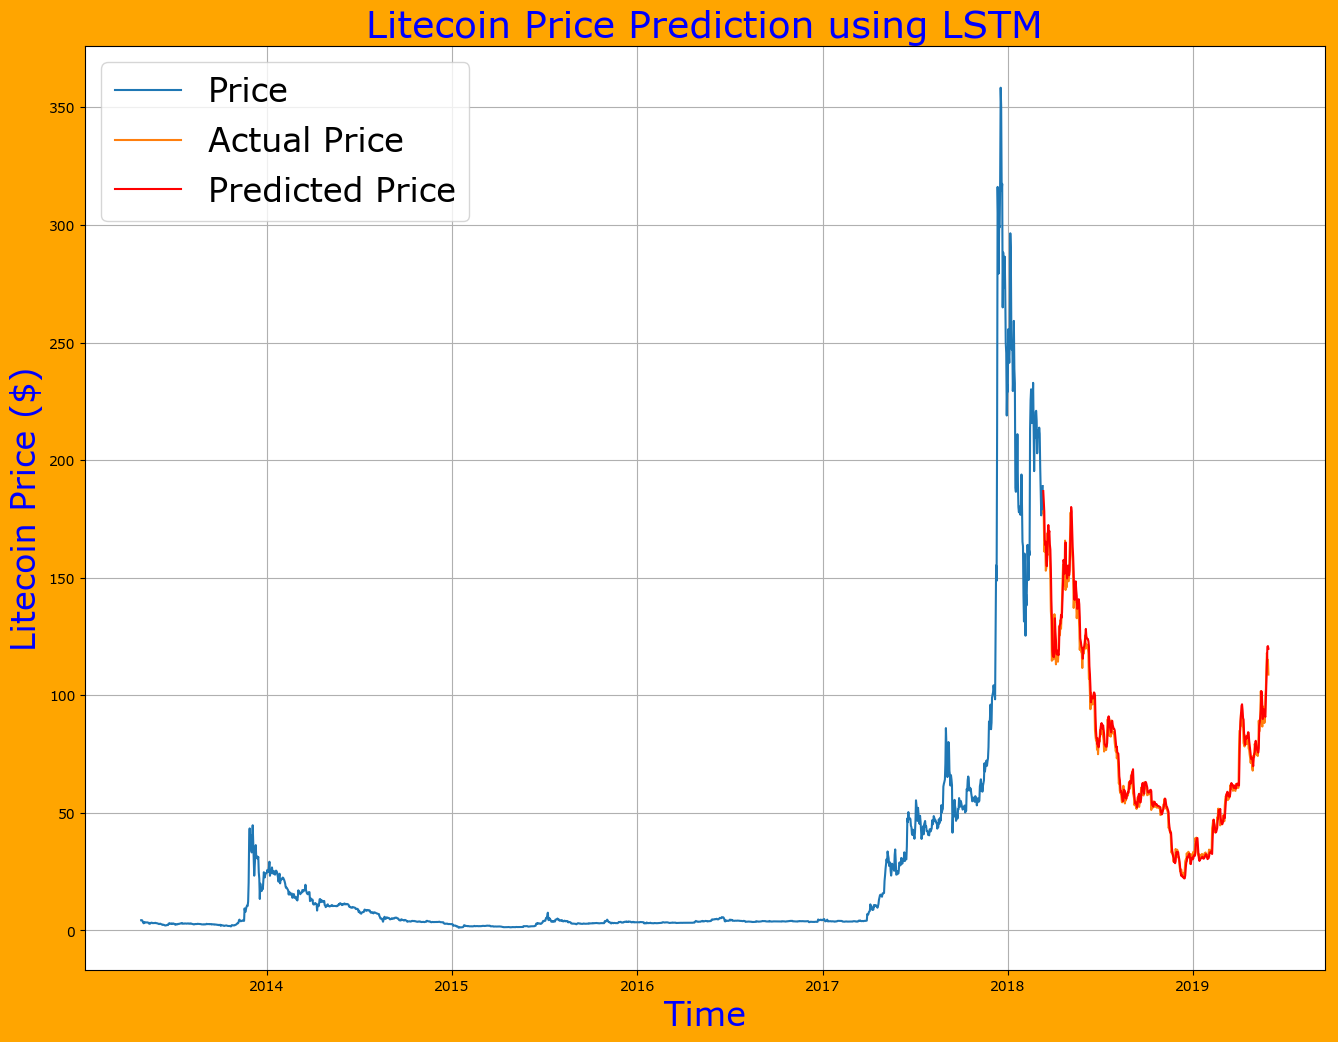 Litecoin Price Prediction using LSTM
Price
Actual Price
Predicted Price
Litecoin Price ($)
350
300
250
200
150
100
50
0
2014 2015 2016 2017 2018 2019
Time